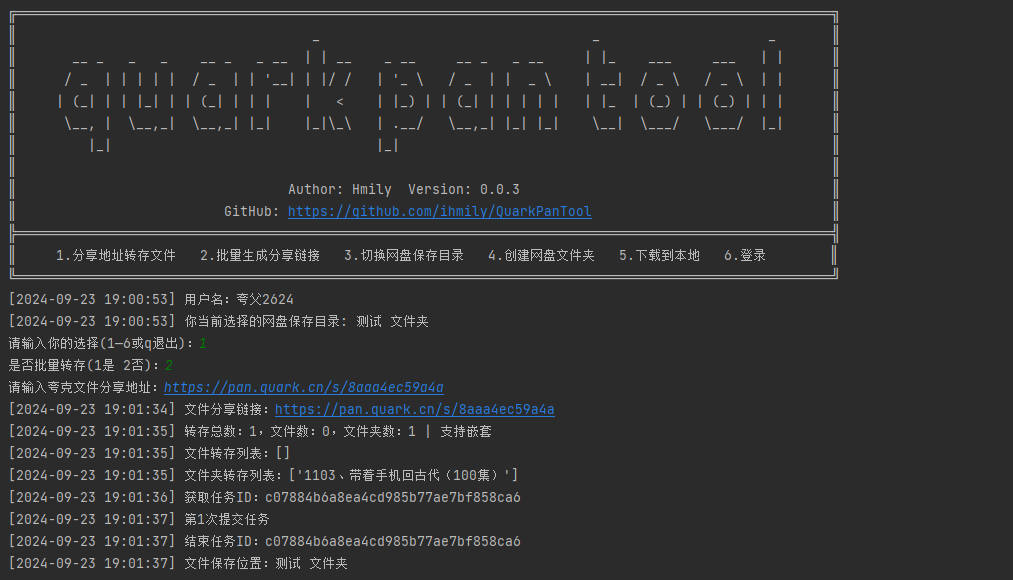 quark pan tool
Author: Hmily  Version: 0.0.3
GitHub: https://github.com/ihmily/QuarkPanTool
1.分享地址转存文件   2.批量生成分享链接   3.切换网盘保存目录   4.创建网盘文件夹   5.下载到本地   6.登录
[2024-09-23 19:00:53] 用户名：夸父2624
[2024-09-23 19:00:53] 你当前选择的网盘保存目录: 测试 文件夹
请输入你的选择(1—6或q退出)：1
是否批量转存(1是 2否)：2
请输入夸克文件分享地址：https://pan.quark.cn/s/8aaa4ec59a4a
[2024-09-23 19:01:34] 文件分享链接：https://pan.quark.cn/s/8aaa4ec59a4a
[2024-09-23 19:01:35] 转存总数：1，文件数：0，文件夹数：1 | 支持嵌套
[2024-09-23 19:01:35] 文件转存列表：[]
[2024-09-23 19:01:35] 文件夹转存列表：['1103、带着手机回古代（100集）']
[2024-09-23 19:01:36] 获取任务ID：c07884b6a8ea4cd985b77ae7bf858ca6
[2024-09-23 19:01:37] 第1次提交任务
[2024-09-23 19:01:37] 结束任务ID：c07884b6a8ea4cd985b77ae7bf858ca6
[2024-09-23 19:01:37] 文件保存位置：测试 文件夹